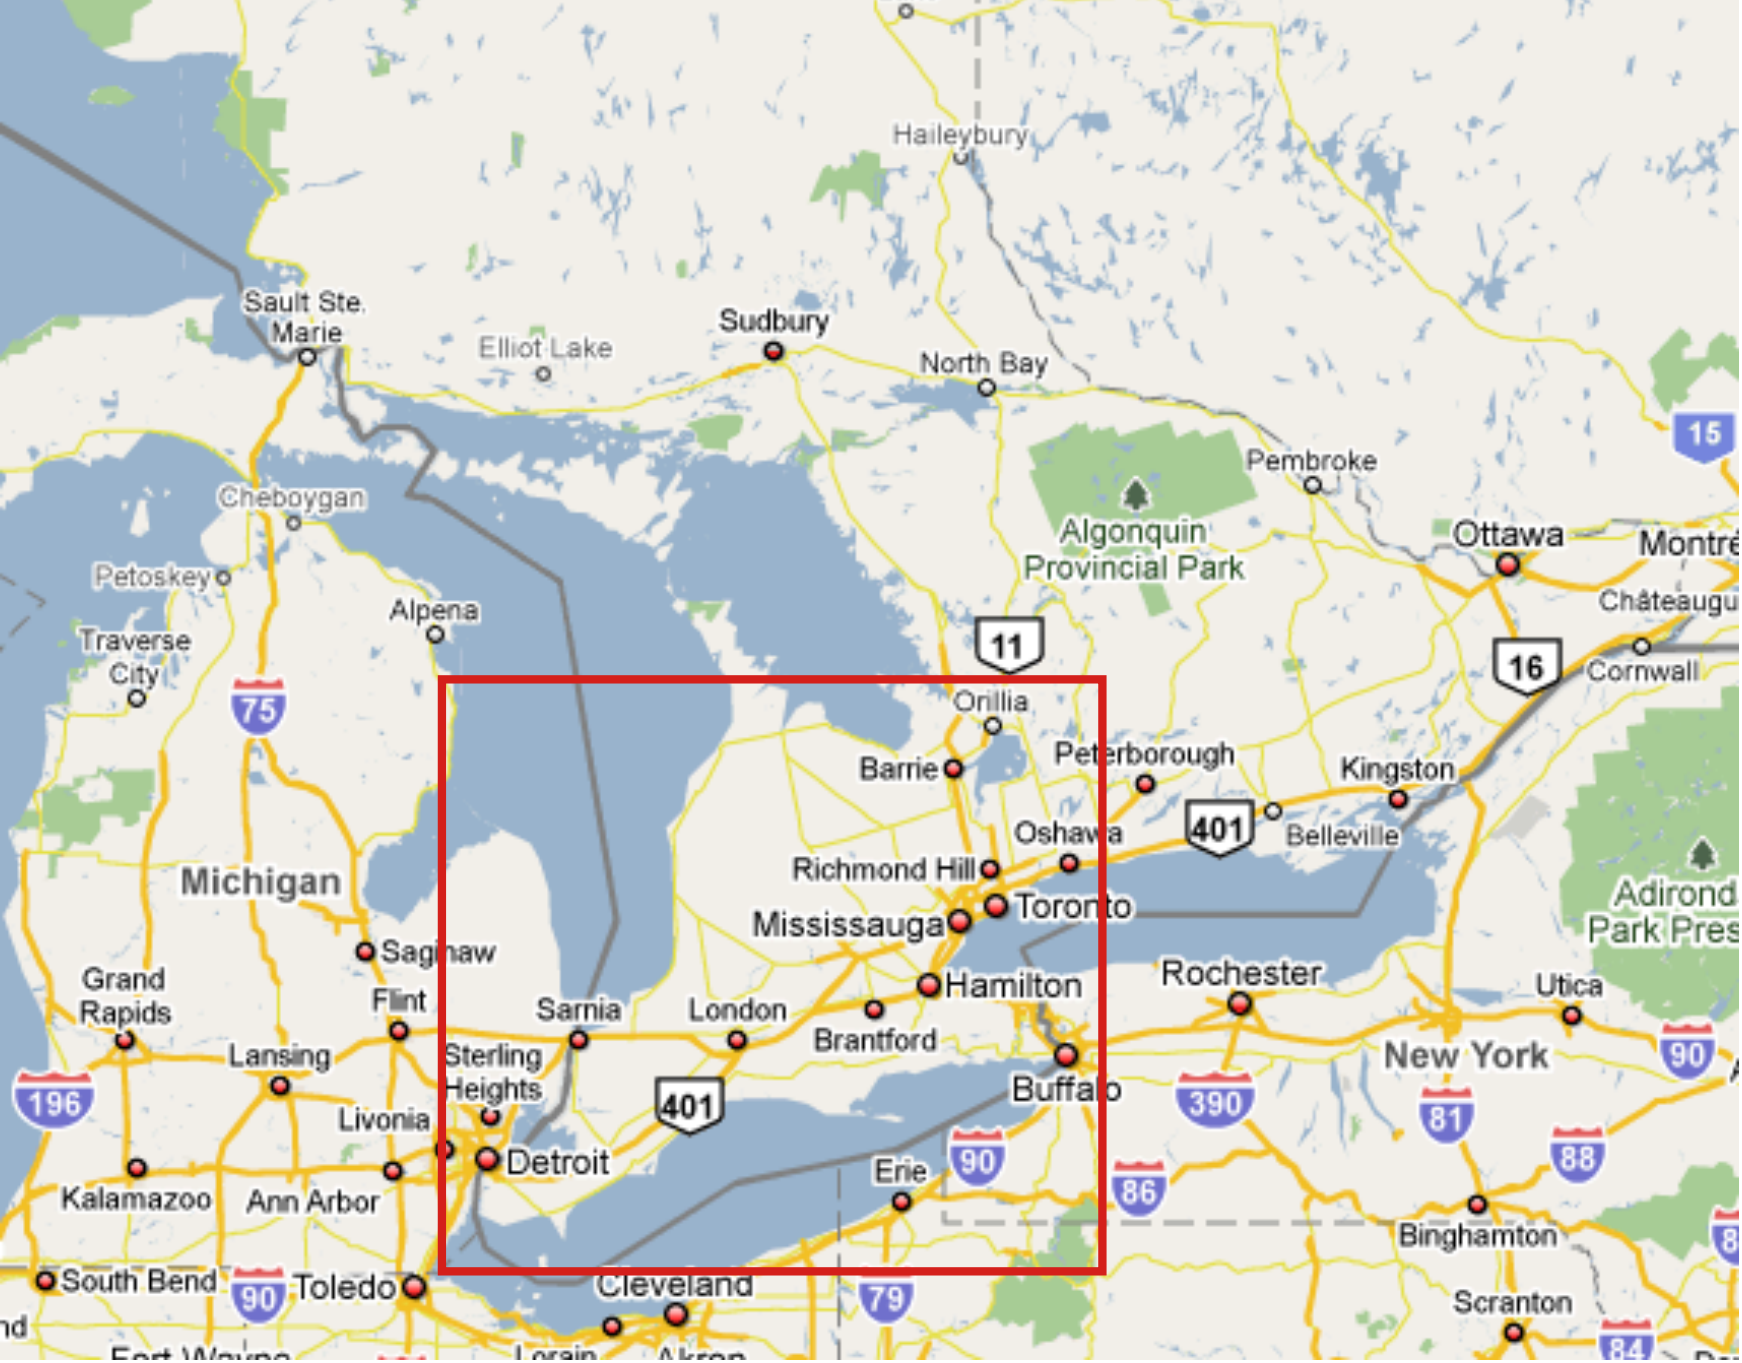 Haileybury
Sault Ste.
Marie
Sudbury
Elliot Lake
North Bay
15
Pembroke
Cheboygan
Algonquin
Provincial Park
Ottawa
Montré
Petoskey
Alpena
Châteaugu
Traverse
City
11
16
Cornwall
75
Orillia
Barrie
Peterborough
Kingston
401
Belleville
Oshawa
Richmond Hill
Michigan
Adirond
Park Pres
Toronto
Mississauga
Saginaw
Grand
Rapids
Flint
Sarnia
London
Hamilton
Brantford
Rochester
Utica
Lansing
Sterling
Heights
New York
90
196
Livonia
401
Buffalo
390
81
88
Detroit
Erie
90
86
Kalamazoo
Ann Arbor
Binghamton
8
South Bend
90
Toledo
Cleveland
79
Scranton
nd
Fort Wayne
Lorain
Akron
84